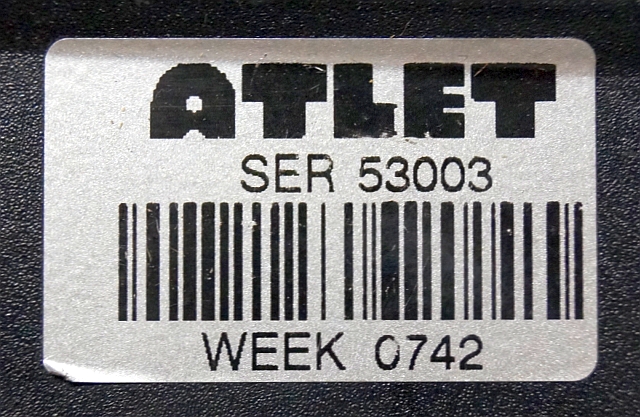 ATLET
SER 53003
WEEK 0742